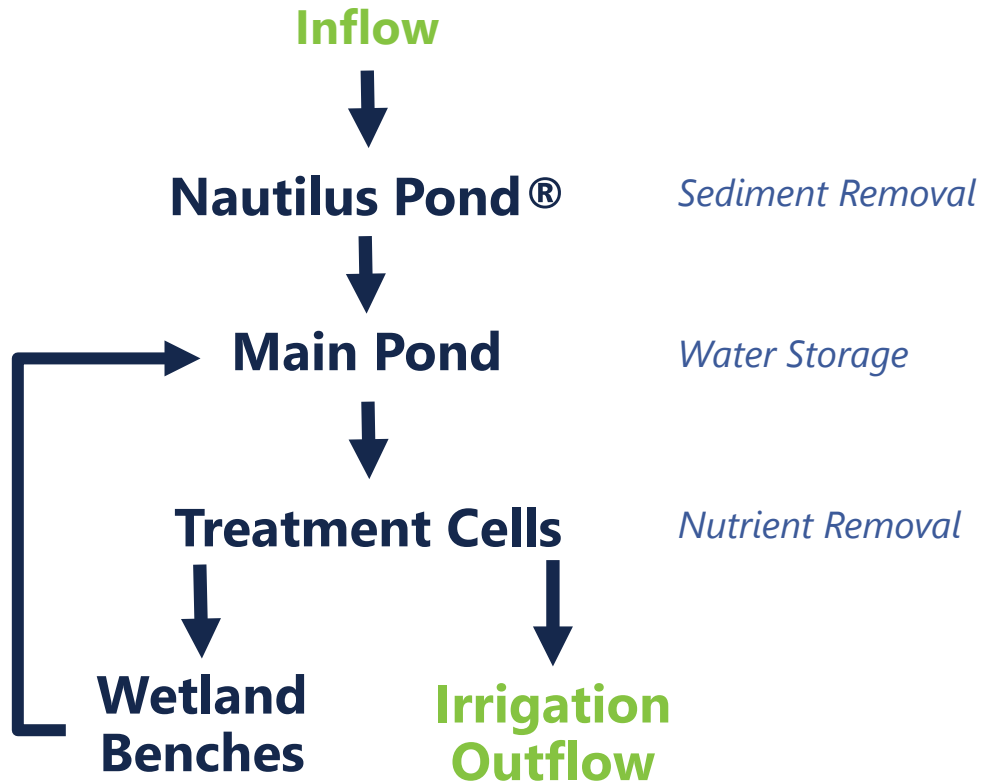 Inflow
Nautilus Pond®
Sediment Removal
Main Pond
Water Storage
Treatment Cells
Nutrient Removal
Wetland
Benches
Irrigation
Outflow